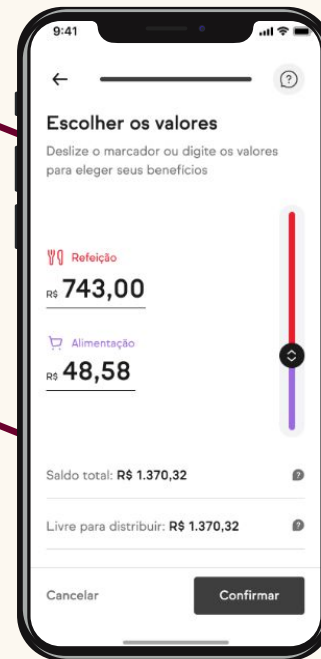 9:41
Escolher os valores
Deslize o marcador ou digite os valores
para eleger seus benefícios
Refeição
R$ 743,00
Alimentação
R$ 48,58
Saldo total: R$ 1.370,32
Livre para distribuir: R$ 1.370,32
Cancelar
Confirmar